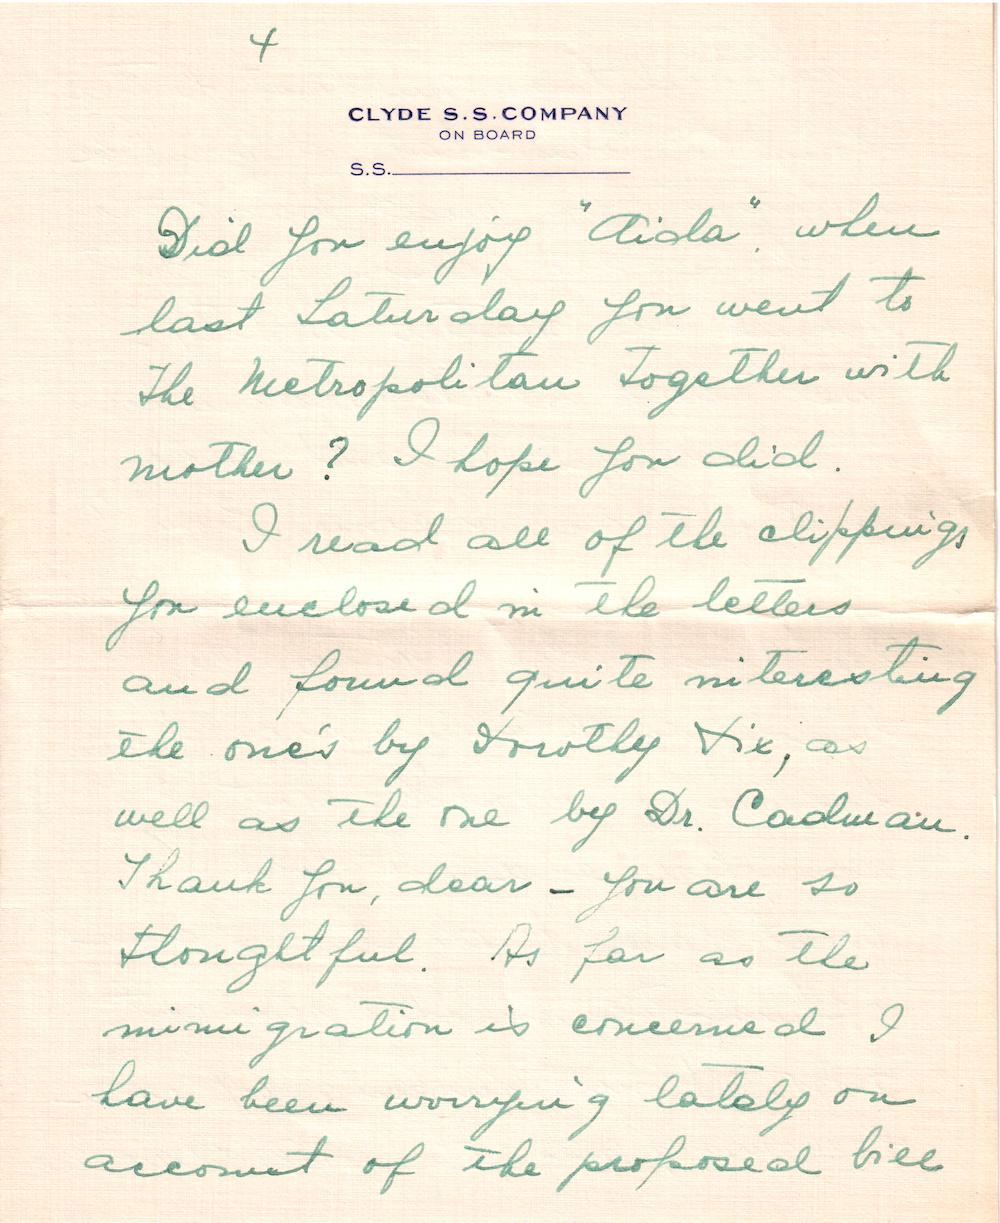 4
CLYDE S.S. COMPANY
ON BOARD
S.S.
Did you enjoy "Aida". when
last Saturday you went to
the Metropolitan together with
mother? I hope you did.
I read all of the clippings
you enclosed in the letters
and found quite interesting
the one's by Dorothy Dix, as
well as the one by Dr. Cadman.
Thank you, dear – you are so
thoughtful. As far as the
immigration is concerned I
have been worrying lately on
account of the proposed bill